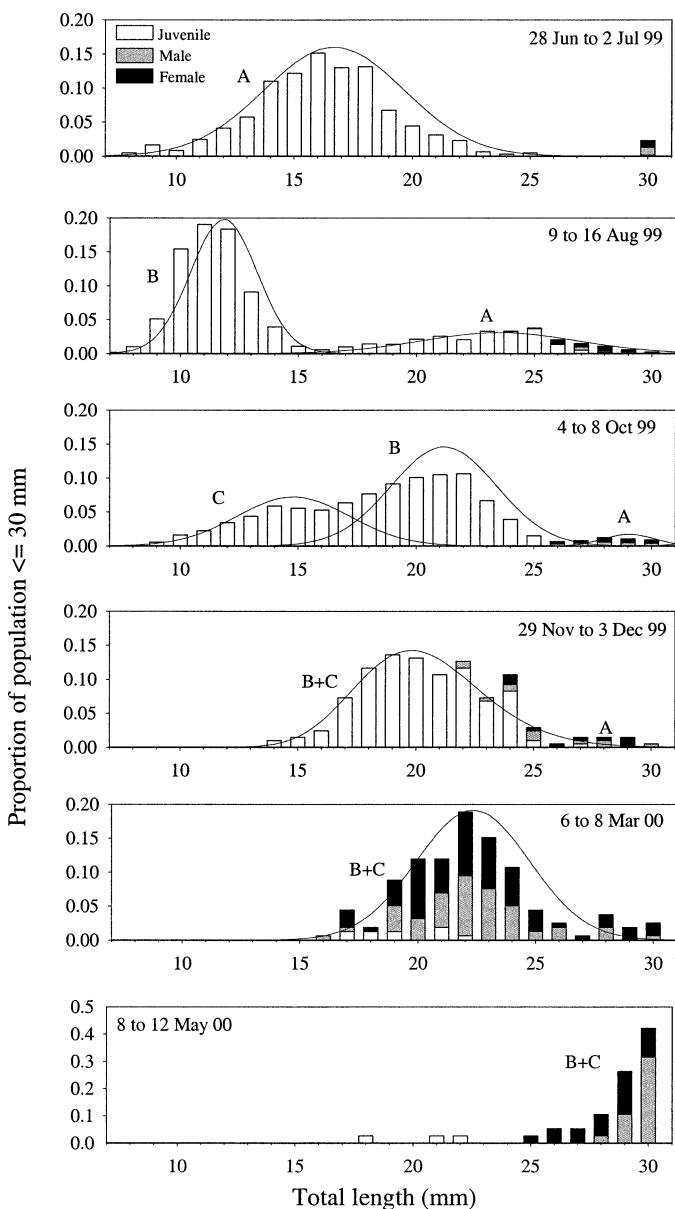 Proportion of population <= 30 mm
0.20
0.15
0.10
0.05
0.00
Juvenile
Male
Female
A
28 Jun to 2 Jul 99
10 15 20 25 30
0.20
0.15
0.10
0.05
0.00
9 to 16 Aug 99
B
A
10 15 20 25 30
0.20
0.15
0.10
0.05
0.00
4 to 8 Oct 99
B
C
A
10 15 20 25 30
0.20
0.15
0.10
0.05
0.00
29 Nov to 3 Dec 99
B+C
A
10 15 20 25 30
0.20
0.15
0.10
0.05
0.00
6 to 8 Mar 00
B+C
10 15 20 25 30
0.5
0.4
0.3
0.2
0.1
0.0
8 to 12 May 00
B+C
10 15 20 25 30
Total length (mm)